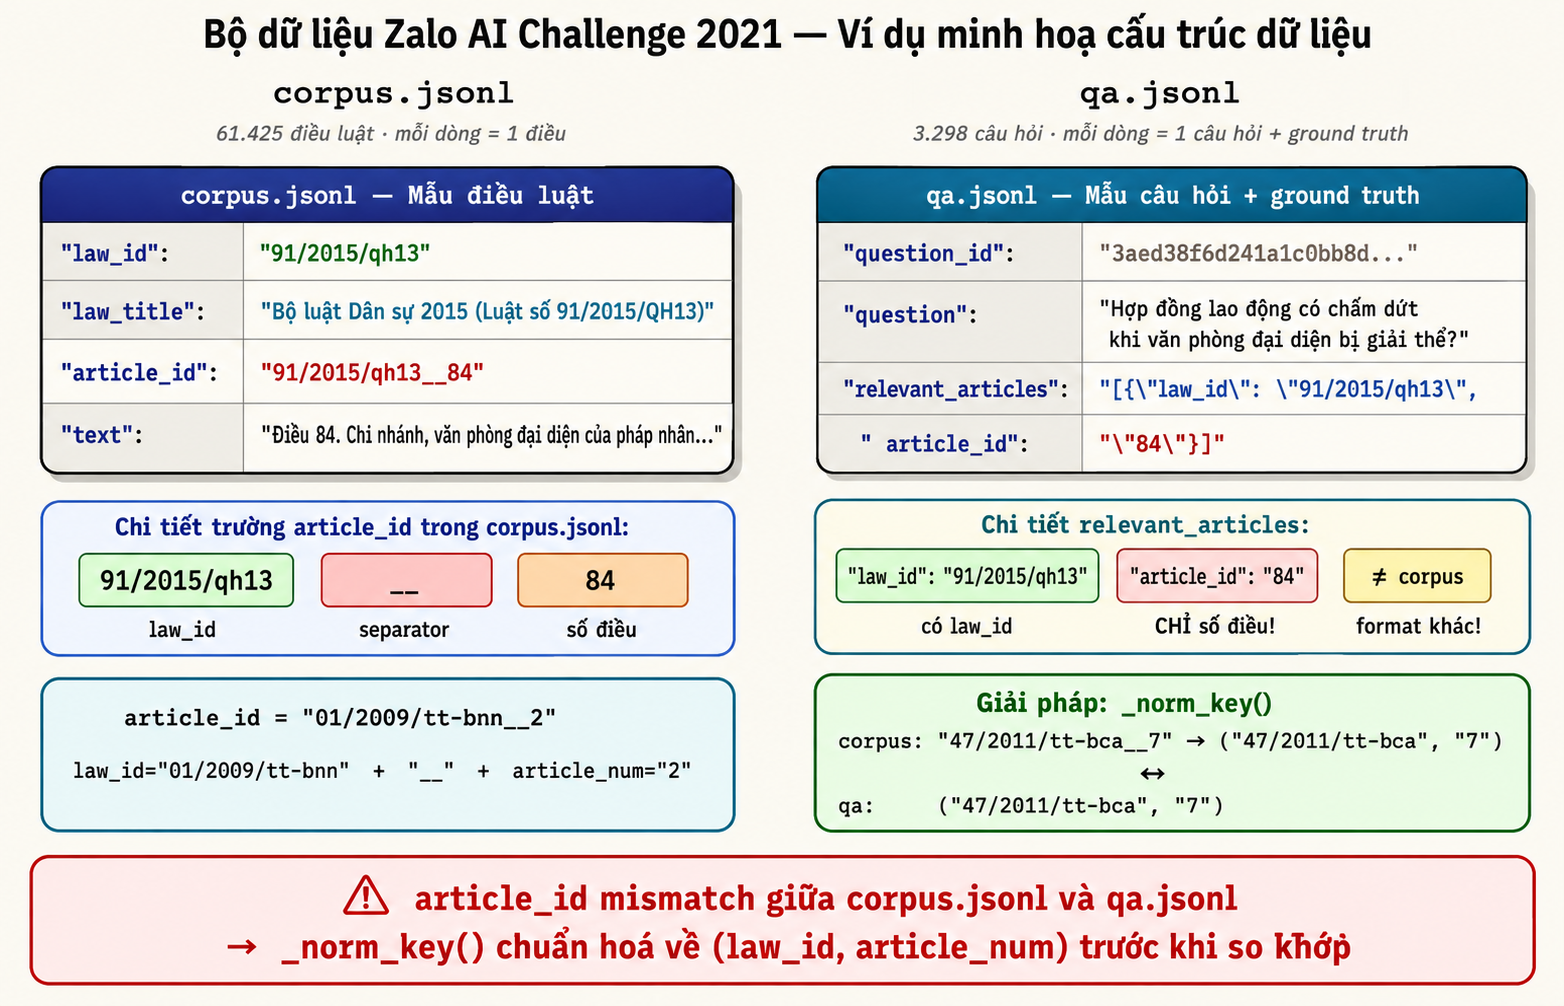 Bộ dữ liệu Zalo AI Challenge 2021 — Ví dụ minh hoạ cấu trúc dữ liệu
corpus.jsonl
61.425 điều luật · mỗi dòng = 1 điều
corpus.jsonl — Mẫu điều luật
"law_id": "91/2015/qh13"
"law_title": "Bộ luật Dân sự 2015 (Luật số 91/2015/QH13)"
"article_id": "91/2015/qh13__84"
"text": "Điều 84. Chi nhánh, văn phòng đại diện của pháp nhân..."
Chi tiết trường article_id trong corpus.jsonl:
91/2015/qh13 __ 84
law_id separator số điều
article_id = "01/2009/tt-bnn__2"
law_id="01/2009/tt-bnn" + "__" + article_num="2"
qa.jsonl
3.298 câu hỏi · mỗi dòng = 1 câu hỏi + ground truth
qa.jsonl — Mẫu câu hỏi + ground truth
"question_id": "3aed38f6d241a1c0bb8d..."
"question": "Hợp đồng lao động có chấm dứt
khi văn phòng đại diện bị giải thể?"
"relevant_articles": "[{\"law_id\": \"91/2015/qh13\",
" article_id": "\"84\"}]"
Chi tiết relevant_articles:
"law_id": "91/2015/qh13" "article_id": "84" ≠ corpus
có law_id CHỈ số điều! format khác!
Giải pháp: _norm_key()
corpus: "47/2011/tt-bca__7" → ("47/2011/tt-bca", "7")
↔
qa: ("47/2011/tt-bca", "7")
⚠ article_id mismatch giữa corpus.jsonl và qa.jsonl
→ _norm_key() chuẩn hoá về (law_id, article_num) trước khi so